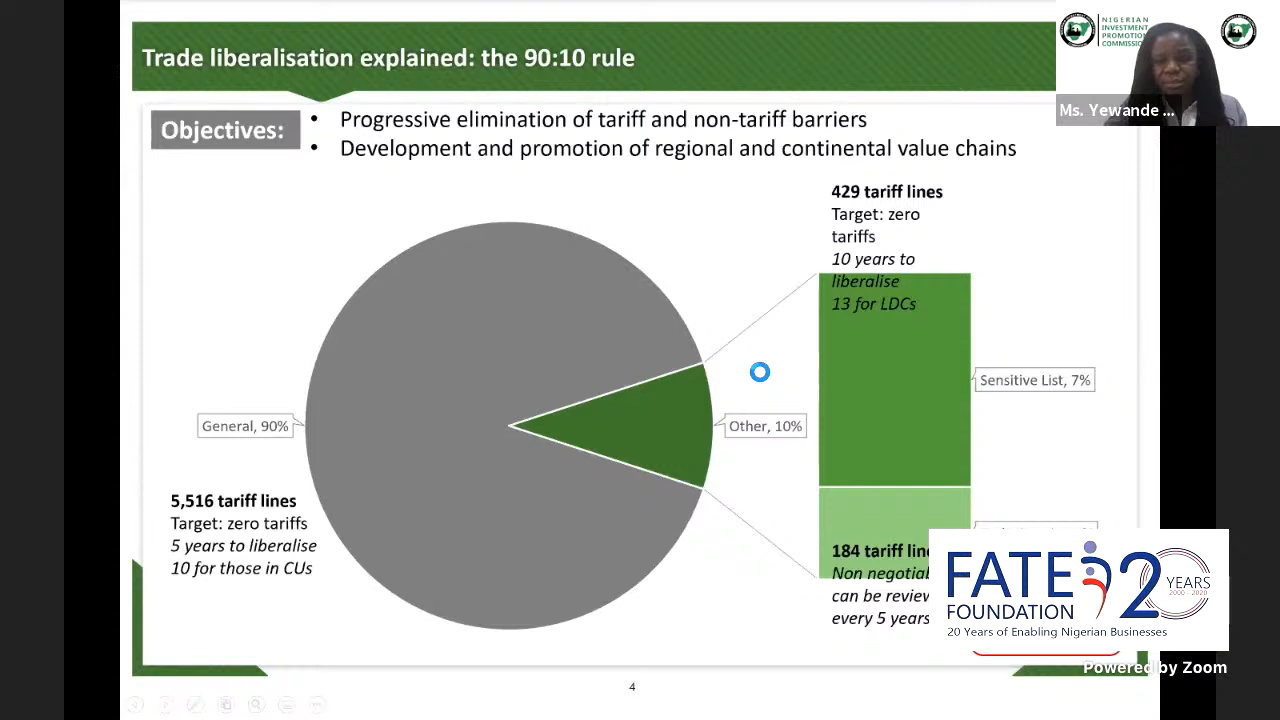 Trade liberalisation explained: the 90:10 rule
NIGERIAN
INVESTMENT
PROMOTION
Ms. Yewande ...
Objectives:
• Progressive elimination of tariff and non-tariff barriers
• Development and promotion of regional and continental value chains
429 tariff lines
Target: zero
tariffs
10 years to
liberalise
13 for LDCs
Sensitive List, 7%
General, 90%
Other, 10%
5,516 tariff lines
Target: zero tariffs
5 years to liberalise
10 for those in CUs
184 tariff
can be
every 5 years
FATE
FOUNDATION
20 YEARS
2000 - 2020
20 Years of Enabling Nigerian Businesses
Powered by Zoom
4